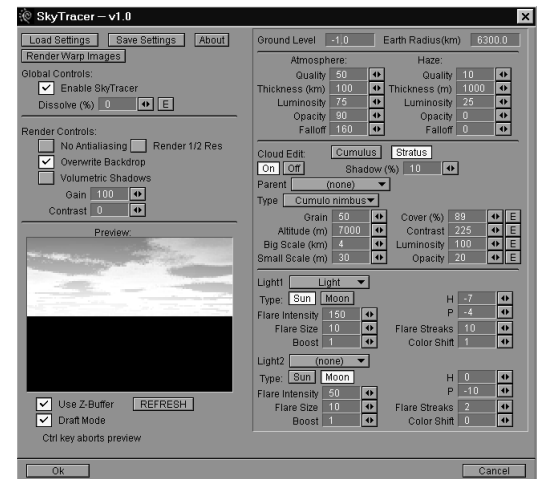 SkyTracer – v1.0
Load Settings Save Settings About
Render Warp Images
Global Controls:
Enable SkyTracer
Dissolve (%) 0 E
Render Controls:
No Antialiasing Render 1/2 Res
Overwrite Backdrop
Volumetric Shadows
Gain 100
Contrast 0
Preview:
Use Z-Buffer REFRESH
Draft Mode
Ctrl key aborts preview
Ground Level -1.0 Earth Radius(km) 6300.0
Atmosphere: Haze:
Quality 50 Quality 10
Thickness (km) 100 Thickness (m) 1000
Luminosity 75 Luminosity 25
Opacity 90 Opacity 0
Falloff 160 Falloff 0
Cloud Edit: Cumulus Stratus
On Off Shadow (%) 10
Parent (none)
Type Cumulo nimbus
Grain 50 Cover (%) 89 E
Altitude (m) 7000 Contrast 225 E
Big Scale (km) 4 Luminosity 100 E
Small Scale (m) 30 Opacity 20 E
Light1 Light
Type: Sun Moon H -7
Flare Intensity 150 P -4
Flare Size 10 Flare Streaks 10
Boost 1 Color Shift 1
Light2 (none)
Type: Sun Moon H 0
Flare Intensity 50 P -10
Flare Size 10 Flare Streaks 2
Boost 1 Color Shift 0
Ok Cancel